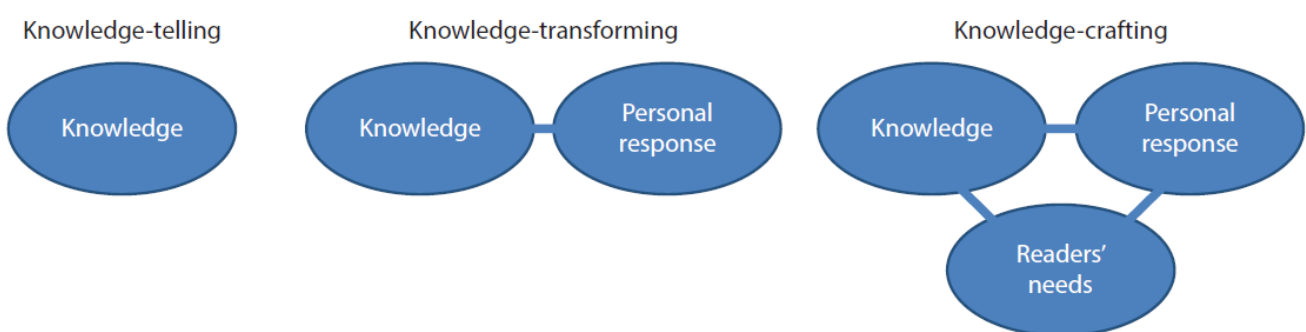 Knowledge-telling
Knowledge
Knowledge-transforming
Knowledge
Personal
response
Knowledge-crafting
Knowledge
Personal
response
Readers’
needs